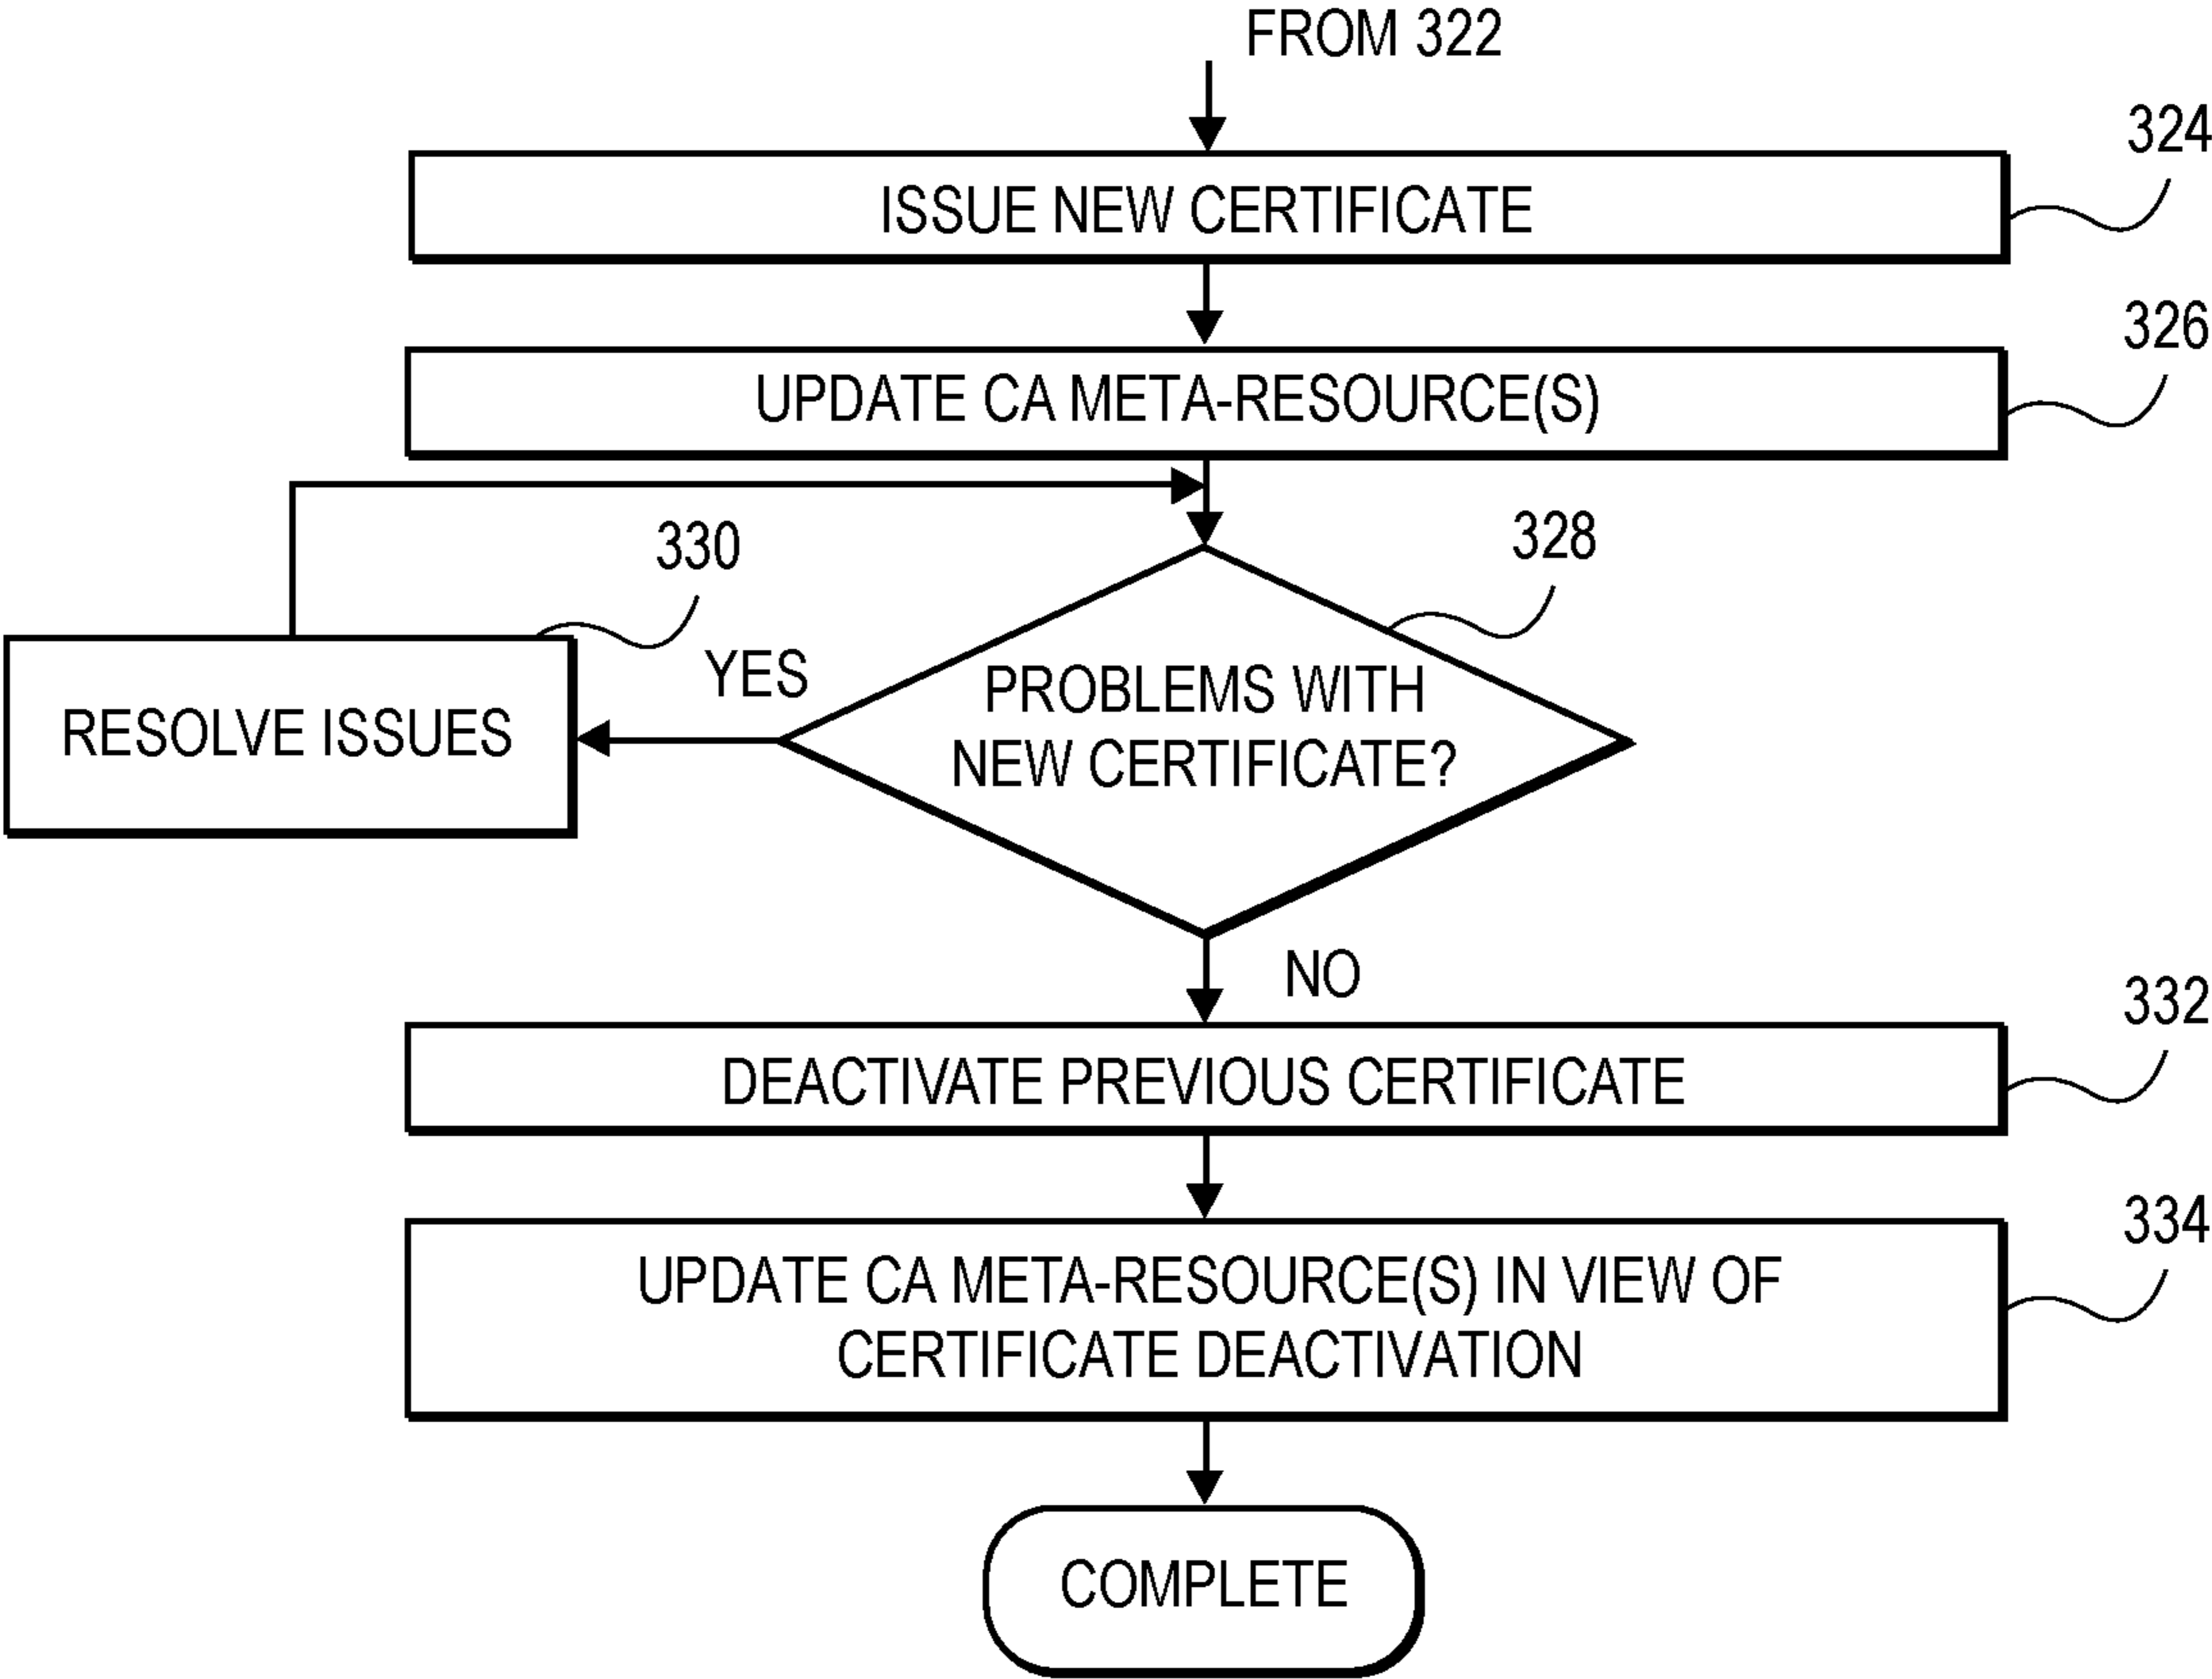 FROM 322
324
ISSUE NEW CERTIFICATE
326
UPDATE CA META-RESOURCE(S)
330
328
YES
PROBLEMS WITH
NEW CERTIFICATE?
RESOLVE ISSUES
NO
332
DEACTIVATE PREVIOUS CERTIFICATE
334
UPDATE CA META-RESOURCE(S) IN VIEW OF
CERTIFICATE DEACTIVATION
COMPLETE